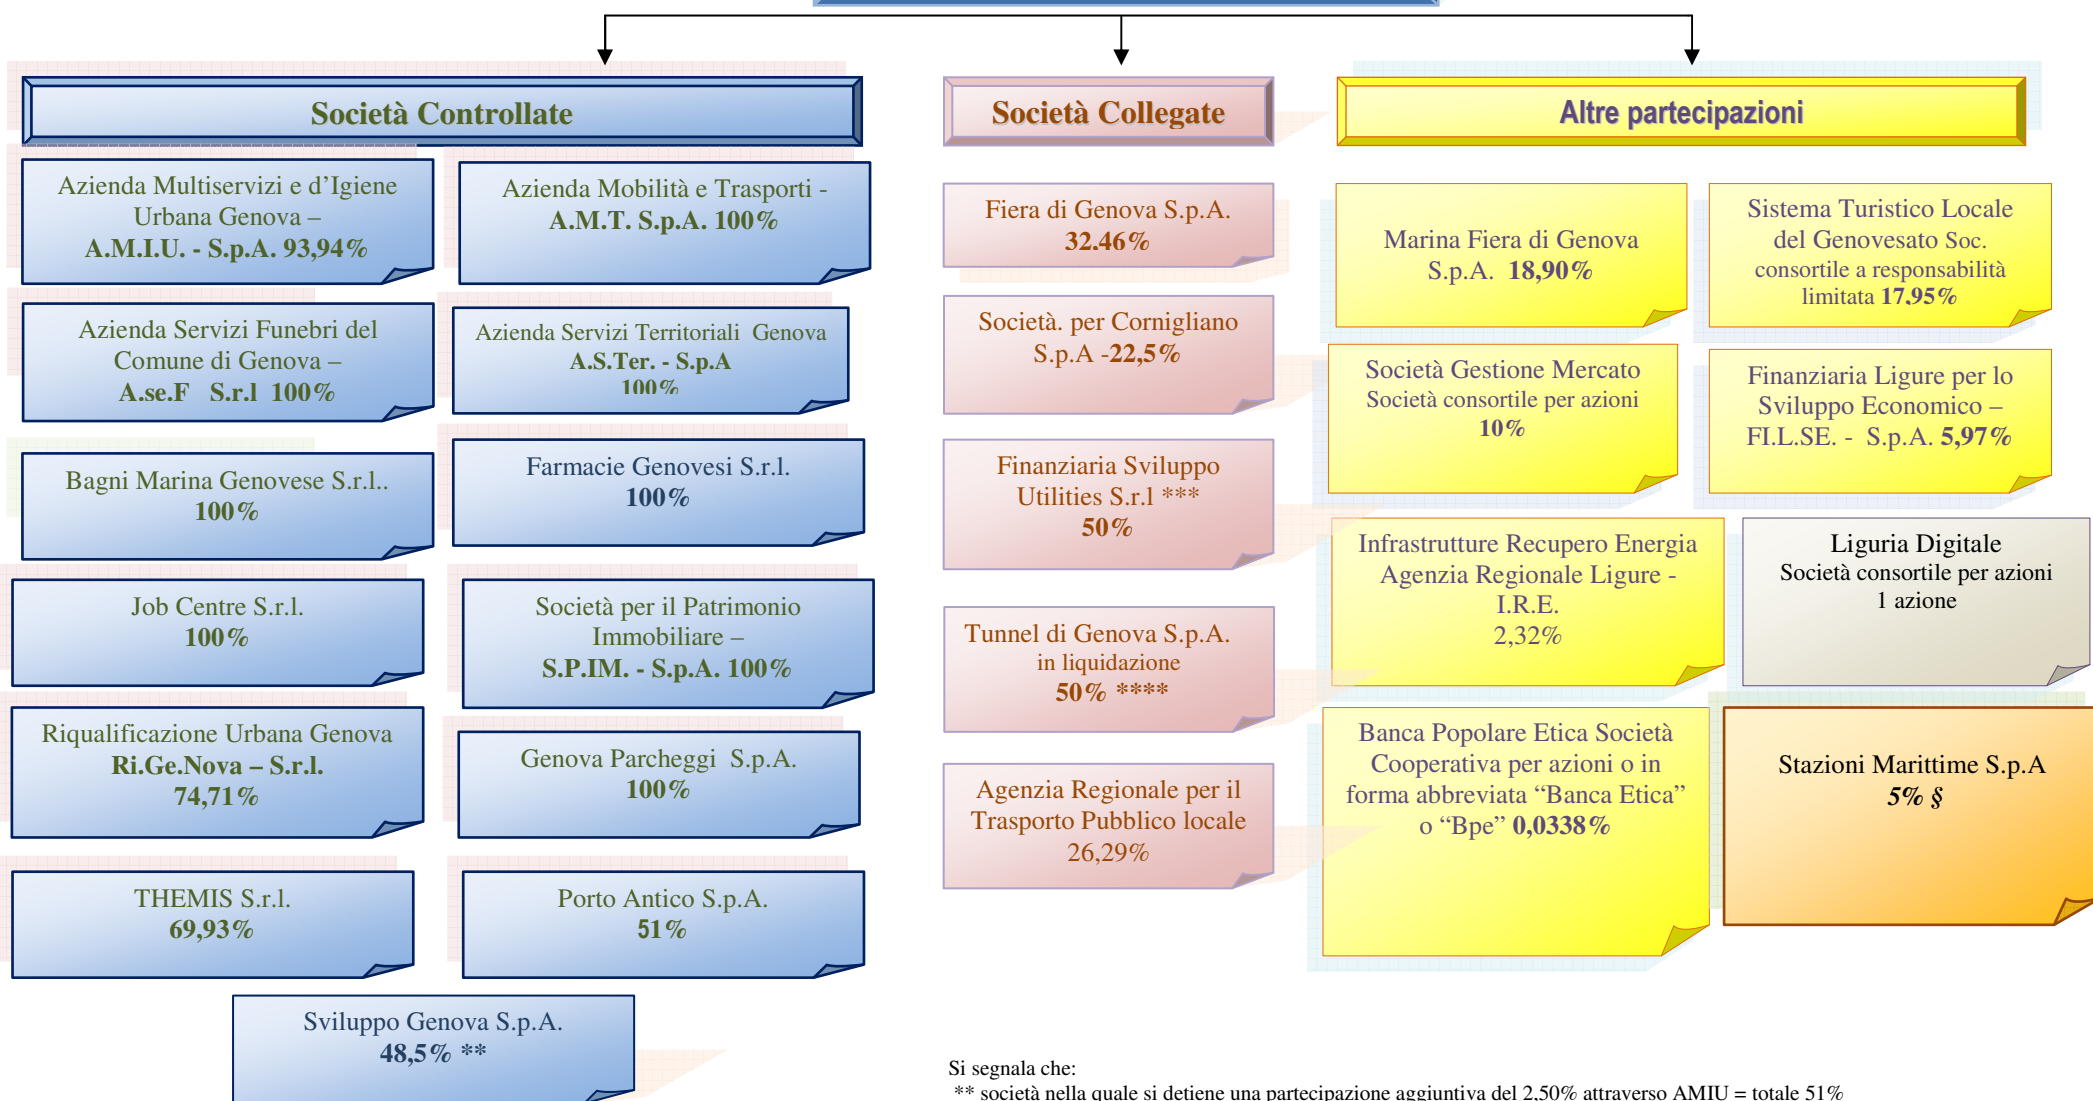 Società Controllate
Azienda Multiservizi e d’Igiene
Urbana Genova –
A.M.I.U. - S.p.A. 93,94%
Azienda Mobilità e Trasporti -
A.M.T. S.p.A. 100%
Azienda Servizi Funebri del
Comune di Genova –
A.se.F S.r.l 100%
Azienda Servizi Territoriali Genova
A.S.Ter. - S.p.A
100%
Bagni Marina Genovese S.r.l..
100%
Farmacie Genovesi S.r.l.
100%
Job Centre S.r.l.
100%
Società per il Patrimonio
Immobiliare –
S.P.IM. - S.p.A. 100%
Riqualificazione Urbana Genova
Ri.Ge.Nova – S.r.l.
74,71%
Genova Parcheggi S.p.A.
100%
THEMIS S.r.l.
69,93%
Porto Antico S.p.A.
51%
Sviluppo Genova S.p.A.
48,5% **
Società Collegate
Fiera di Genova S.p.A.
32.46%
Società. per Cornigliano
S.p.A -22,5%
Finanziaria Sviluppo
Utilities S.r.l ***
50%
Tunnel di Genova S.p.A.
in liquidazione
50% ****
Agenzia Regionale per il
Trasporto Pubblico locale
26,29%
Altre partecipazioni
Marina Fiera di Genova
S.p.A. 18,90%
Sistema Turistico Locale
del Genovesato Soc.
consortile a responsabilità
limitata 17,95%
Società Gestione Mercato
Società consortile per azioni
10%
Finanziaria Ligure per lo
Sviluppo Economico –
FI.L.SE. - S.p.A. 5,97%
Infrastrutture Recupero Energia
Agenzia Regionale Ligure -
I.R.E.
2,32%
Liguria Digitale
Società consortile per azioni
1 azione
Banca Popolare Etica Società
Cooperativa per azioni o in
forma abbreviata “Banca Etica”
o “Bpe” 0,0338%
Stazioni Marittime S.p.A
5% §
Si segnala che:
** società nella quale si detiene una partecipazione aggiuntiva del 2,50% attraverso AMIU = totale 51%